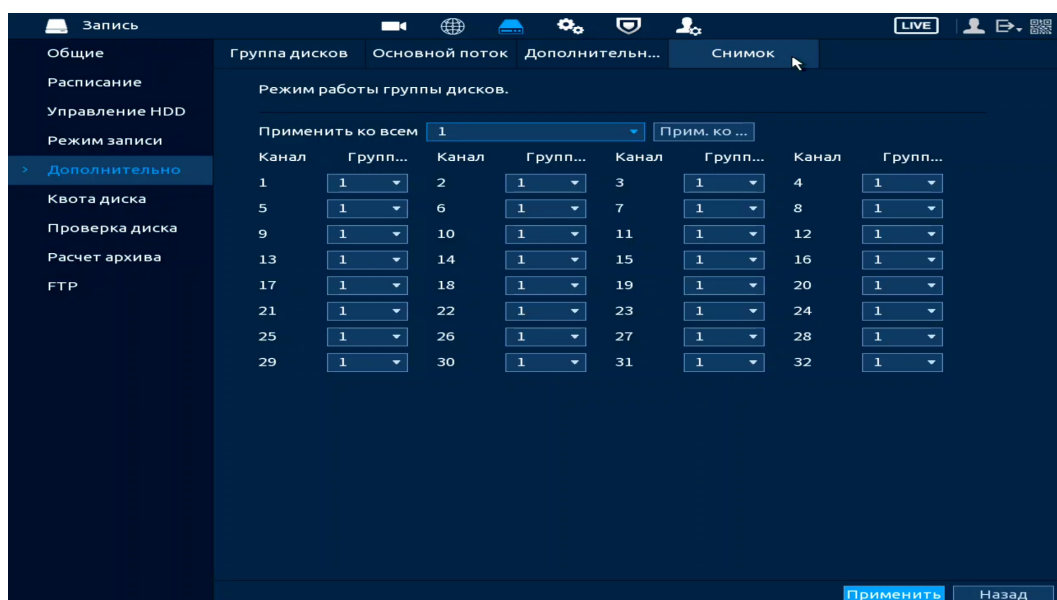 Запись LIVE
Общие
Расписание
Управление HDD
Режим записи
> Дополнительно
Квота диска
Проверка диска
Расчет архива
FTP
Группа дисков Основной поток Дополнительн... Снимок
Режим работы группы дисков.
Применить ко всем 1 Прим. ко ...
Канал Групп... Канал Групп... Канал Групп... Канал Групп...
1 1 2 1 3 1 4 1
5 1 6 1 7 1 8 1
9 1 10 1 11 1 12 1
13 1 14 1 15 1 16 1
17 1 18 1 19 1 20 1
21 1 22 1 23 1 24 1
25 1 26 1 27 1 28 1
29 1 30 1 31 1 32 1
Применить Назад